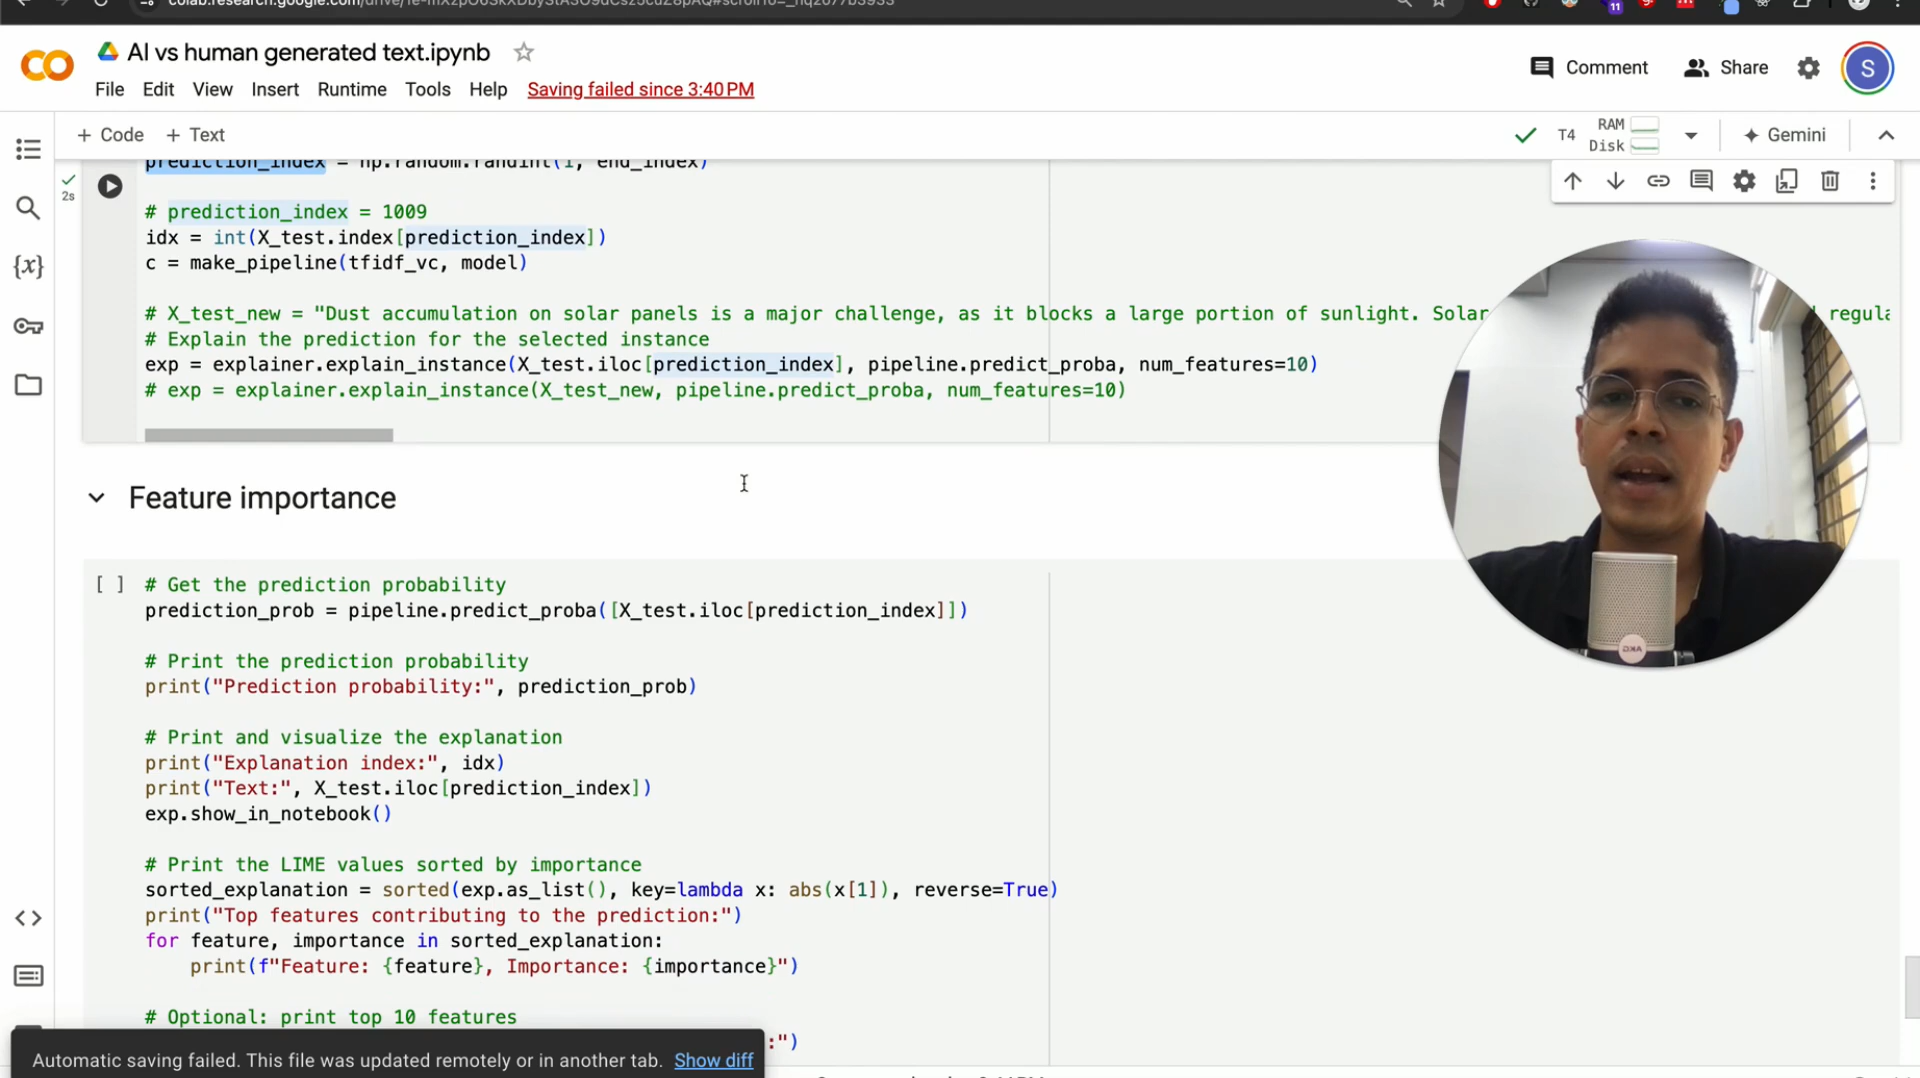 AI vs human generated text.ipynb
Comment
Share
S
File Edit View Insert Runtime Tools Help Saving failed since 3:40 PM
+ Code + Text
T4
RAM
Disk
Gemini
11
prediction_index = np.random.randint(1, end_index)
2s
# prediction_index = 1009
idx = int(X_test.index[prediction_index])
c = make_pipeline(tfidf_vc, model)
# X_test_new = "Dust accumulation on solar panels is a major challenge, as it blocks a large portion of sunlight. Solar
# Explain the prediction for the selected instance
exp = explainer.explain_instance(X_test.iloc[prediction_index], pipeline.predict_proba, num_features=10)
# exp = explainer.explain_instance(X_test_new, pipeline.predict_proba, num_features=10)
Feature importance
[ ] # Get the prediction probability
prediction_prob = pipeline.predict_proba([X_test.iloc[prediction_index]])
# Print the prediction probability
print("Prediction probability:", prediction_prob)
# Print and visualize the explanation
print("Explanation index:", idx)
print("Text:", X_test.iloc[prediction_index])
exp.show_in_notebook()
# Print the LIME values sorted by importance
sorted_explanation = sorted(exp.as_list(), key=lambda x: abs(x[1]), reverse=True)
print("Top features contributing to the prediction:")
for feature, importance in sorted_explanation:
print(f"Feature: {feature}, Importance: {importance}")
# Optional: print top 10 features
:")
Automatic saving failed. This file was updated remotely or in another tab. Show diff